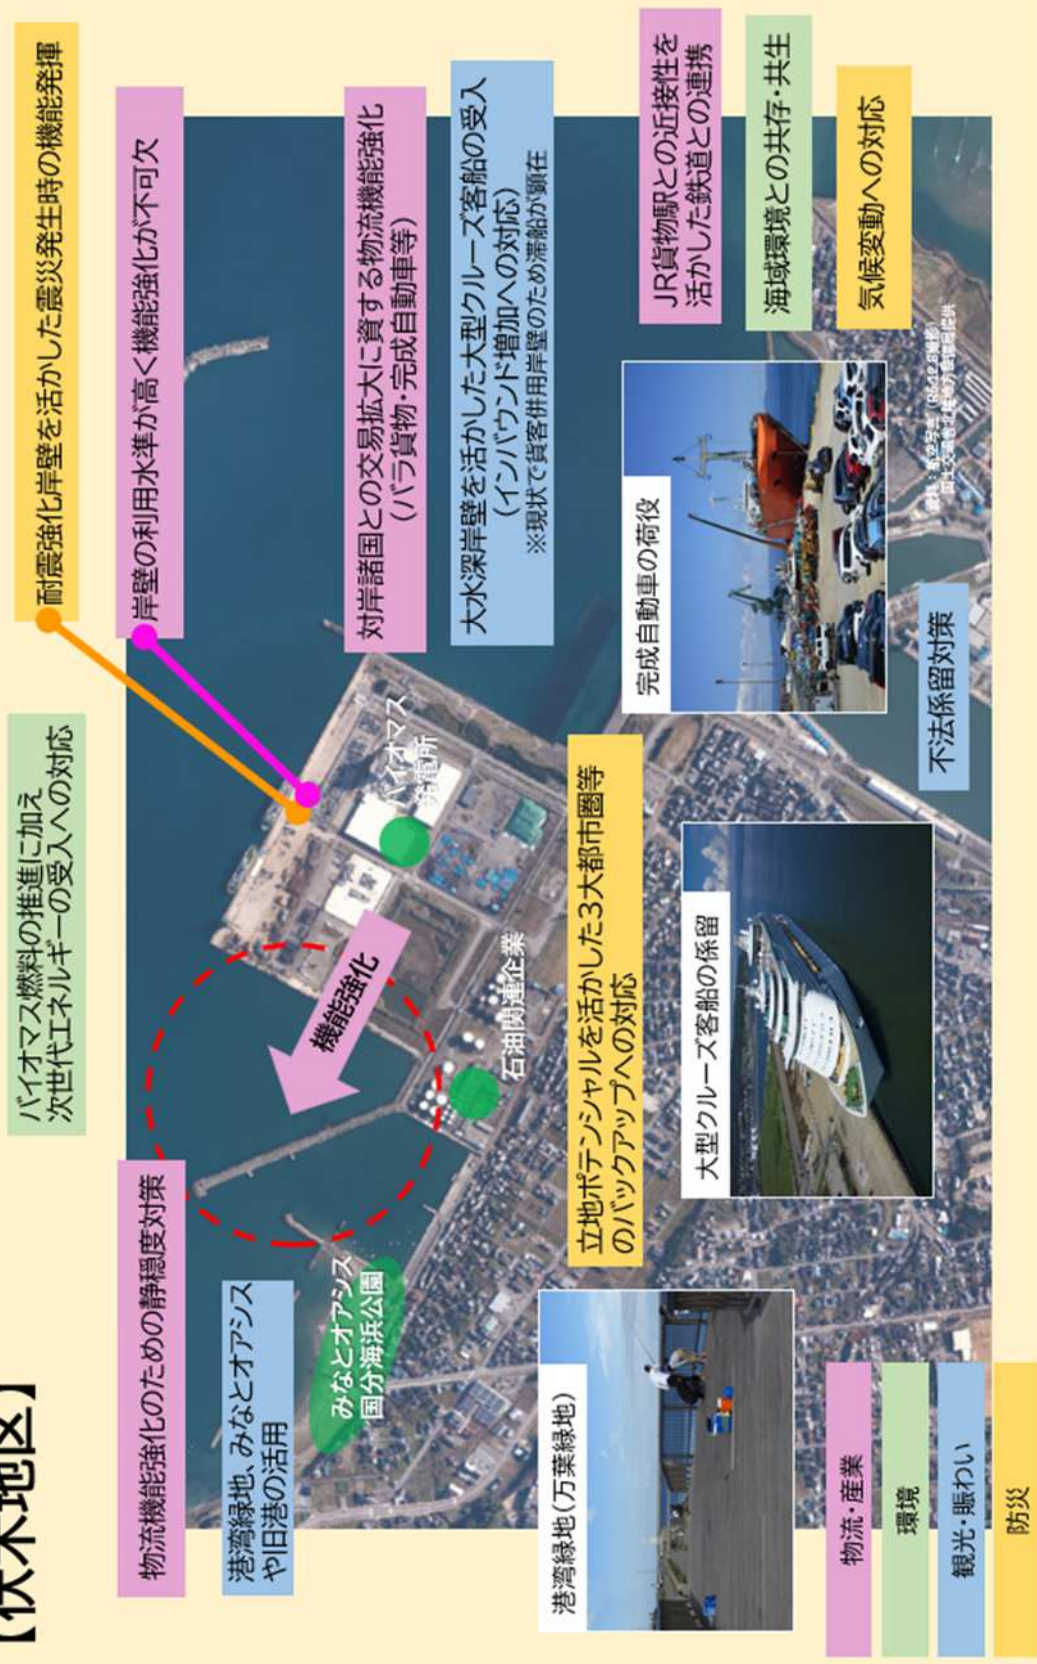 【伏木地区】
バイオマス燃料の推進に加え
次世代エネルギーの受入への対応
耐震強化岸壁を活かした震災発生時の機能発揮
物流機能強化のための静穏度対策
岸壁の利用水準が高く機能強化が不可欠
港湾緑地、みなとオアシス
や旧港の活用
みなとオアシス
国分海浜公園
機能強化
バイオマス
発電所
石油関連企業
対岸諸国との交易拡大に資する物流機能強化
(バラ貨物・完成自動車等)
大水深岸壁を活かした大型クルーズ客船の受入
(インバウンド増加への対応)
※現状で貨客併用岸壁のため滞船が顕在
立地ポテンシャルを活かした3大都市圏等
のバックアップへの対応
港湾緑地(万葉緑地)
大型クルーズ客船の係留
完成自動車の荷役
JR貨物駅との近接性を
活かした鉄道との連携
海域環境との共存・共生
気候変動への対応
不法係留対策
物流・産業
環境
観光・賑わい
防災